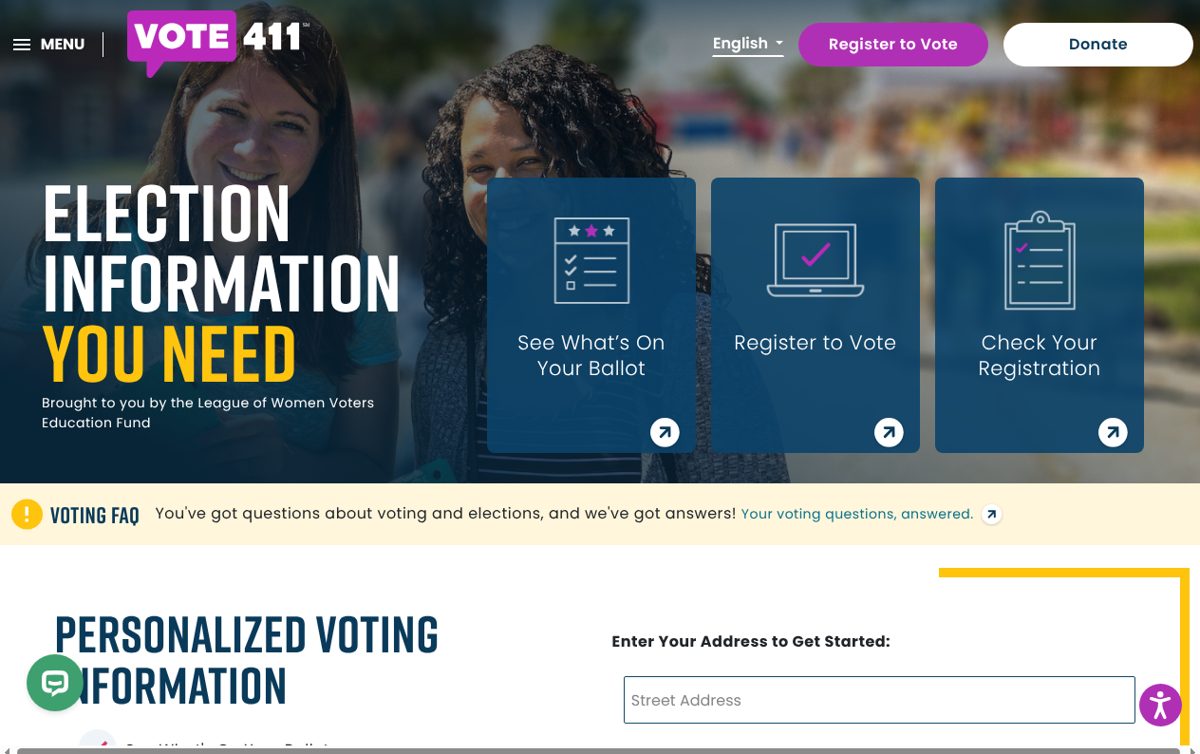 MENU
VOTE 411
SM
English
Register to Vote
Donate
ELECTION
INFORMATION
YOU NEED
Brought to you by the League of Women Voters
Education Fund
See What's On
Your Ballot
Register to Vote
Check Your
Registration
VOTING FAQ
You've got questions about voting and elections, and we've got answers! Your voting questions, answered.
PERSONALIZED VOTING
INFORMATION
Enter Your Address to Get Started:
Street Address